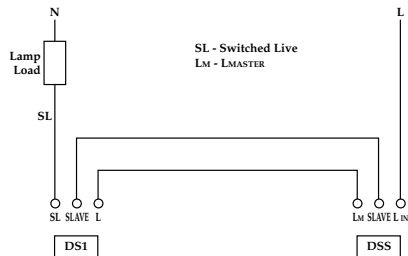 N
L
Lamp
Load
SL - Switched Live
LM - LMASTER
SL
SL SLAVE L
LM SLAVE L IN
DS1
DSS